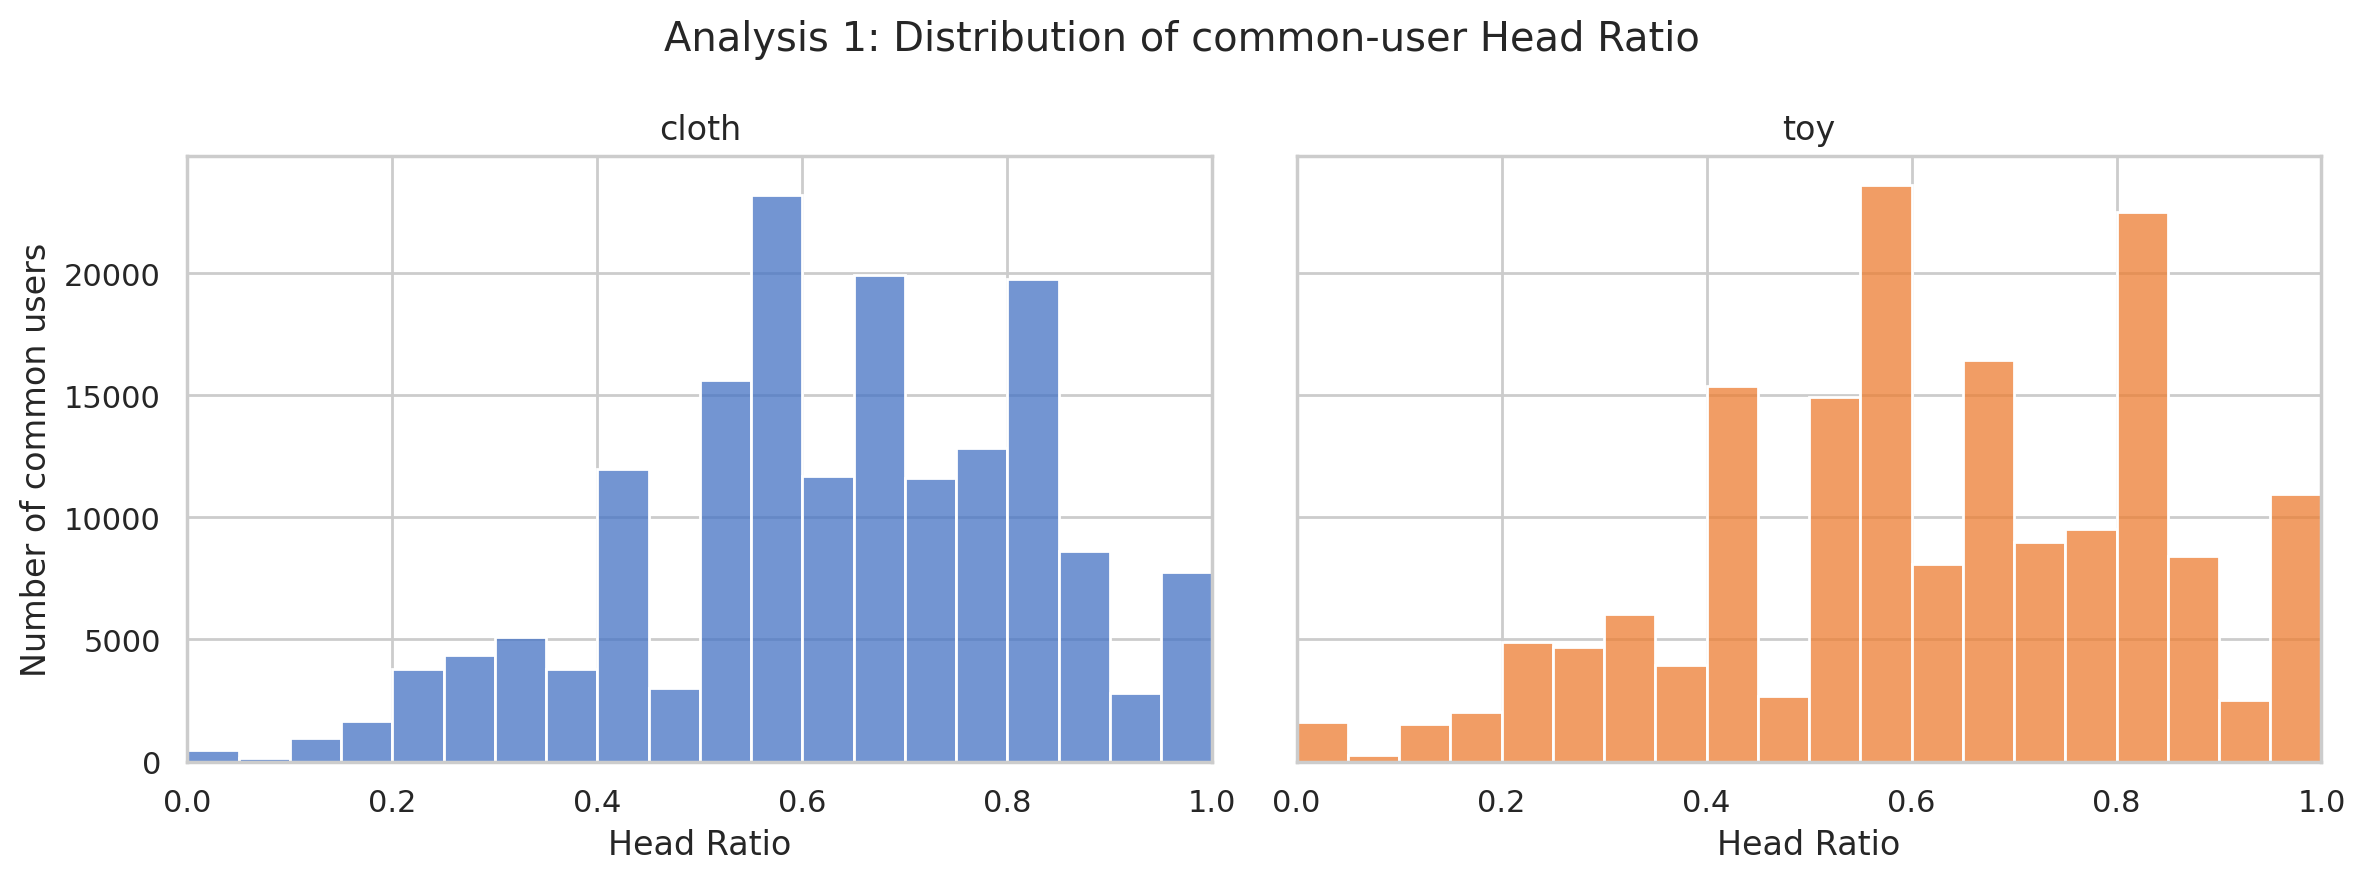 Analysis 1: Distribution of common-user Head Ratio
cloth
toy
Number of common users
20000
15000
10000
5000
0
0.0 0.2 0.4 0.6 0.8 1.0
0.0 0.2 0.4 0.6 0.8 1.0
Head Ratio
Head Ratio